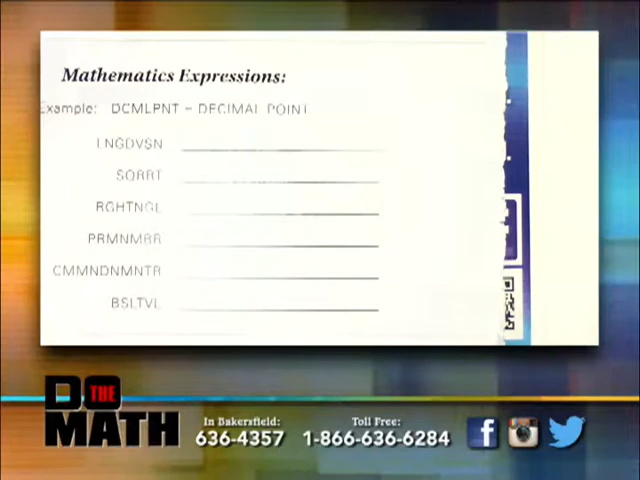 Mathematics Expressions:
Example: DCMLPNT – DECIMAL POINT
LNGDVSN
SQRRT
RGHTNGL
PRMNMBR
CMMNDNMNTR
BSLTVL
DO THE MATH
In Bakersfield: 636-4357
Toll Free: 1-866-636-6284